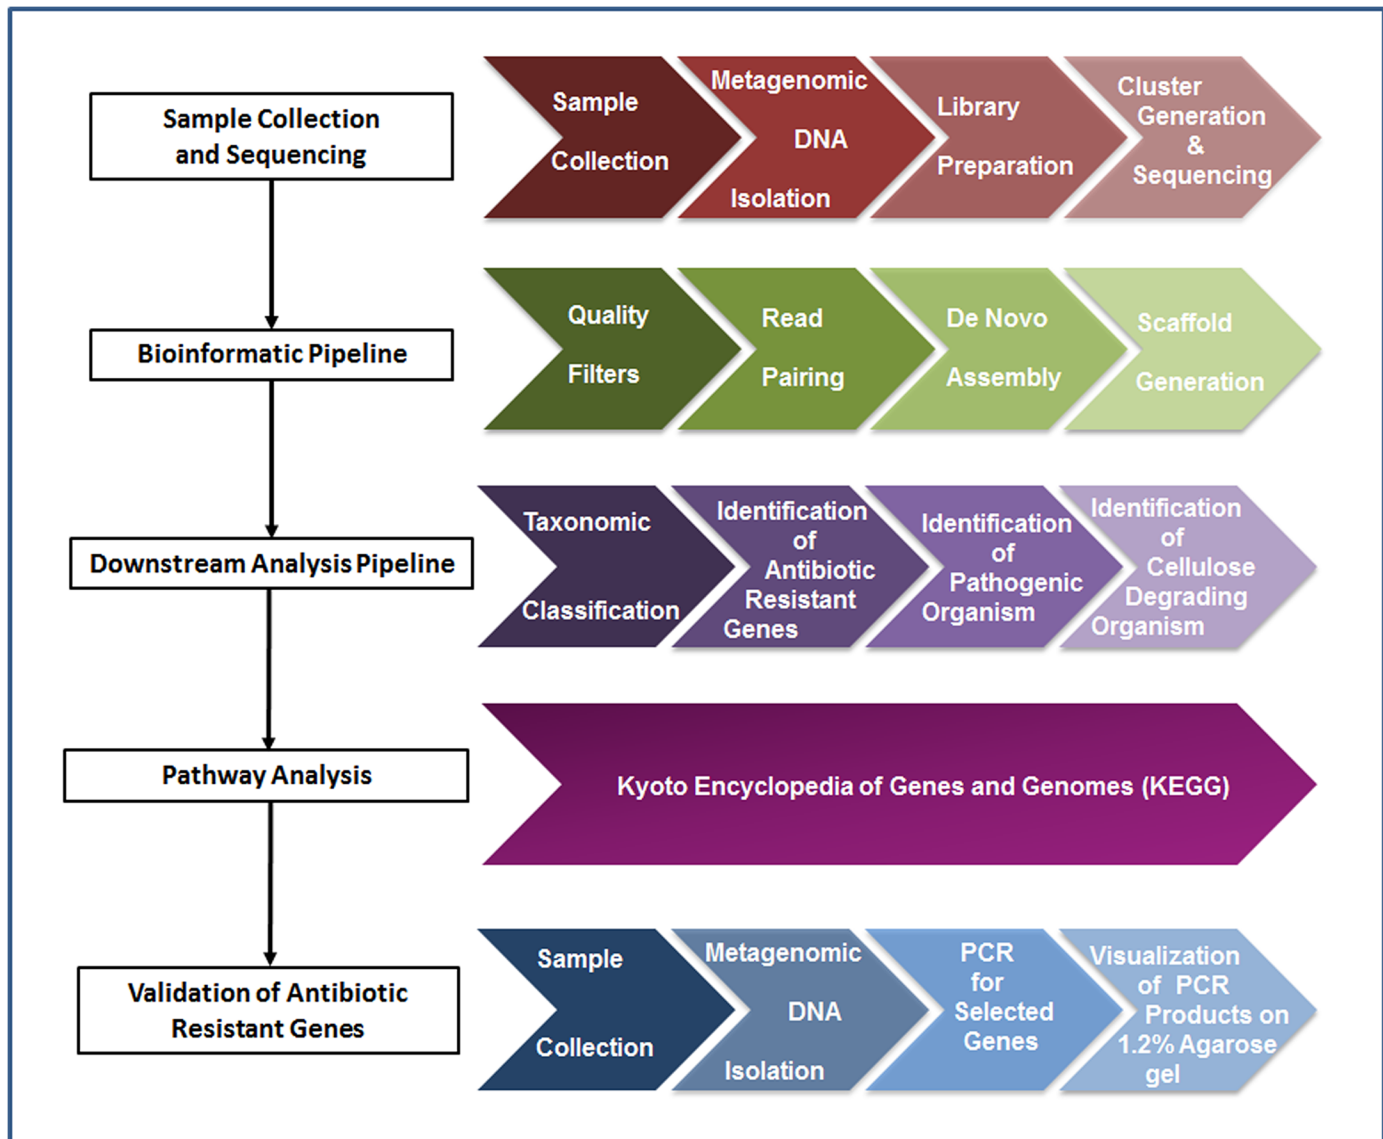 Sample Collection
and Sequencing
Sample
Collection
Metagenomic
DNA
Isolation
Library
Preparation
Cluster
Generation
&
Sequencing
Bioinformatic Pipeline
Quality
Filters
Read
Pairing
De Novo
Assembly
Scaffold
Generation
Downstream Analysis Pipeline
Taxonomic
Classification
Identification
of
Antibiotic
Resistant
Genes
Identification
of
Pathogenic
Organism
Identification
of
Cellulose
Degrading
Organism
Pathway Analysis
Kyoto Encyclopedia of Genes and Genomes (KEGG)
Validation of Antibiotic
Resistant Genes
Sample
Collection
Metagenomic
DNA
Isolation
PCR
for
Selected
Genes
Visualization
of PCR
Products on
1.2% Agarose
gel